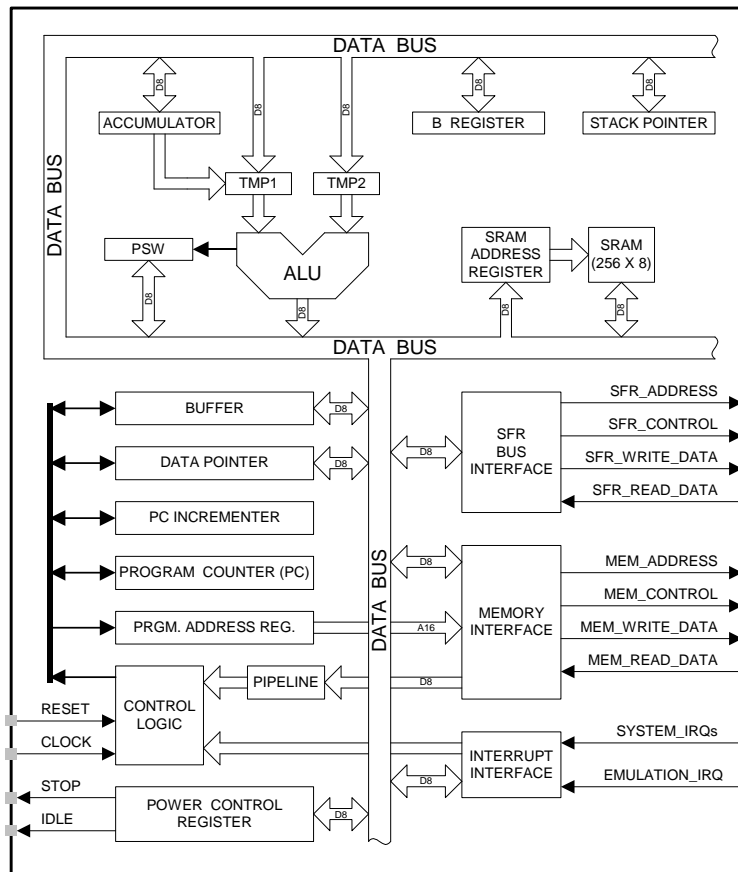 DATA BUS
D8
D8
D8
D8
D8
ACCUMULATOR
B REGISTER
STACK POINTER
DATA BUS
TMP1
TMP2
PSW
ALU
SRAM
ADDRESS
REGISTER
SRAM
(256 X 8)
D8
D8
D8
D8
DATA BUS
BUFFER
D8
DATA POINTER
D8
PC INCREMENTER
PROGRAM COUNTER (PC)
PRGM. ADDRESS REG.
A16
DATA BUS
D8
SFR
BUS
INTERFACE
SFR_ADDRESS
SFR_CONTROL
SFR_WRITE_DATA
SFR_READ_DATA
D8
MEMORY
INTERFACE
MEM_ADDRESS
MEM_CONTROL
MEM_WRITE_DATA
MEM_READ_DATA
PIPELINE
D8
RESET
CLOCK
CONTROL
LOGIC
INTERRUPT
INTERFACE
SYSTEM_IRQs
EMULATION_IRQ
D8
STOP
IDLE
POWER CONTROL
REGISTER
D8